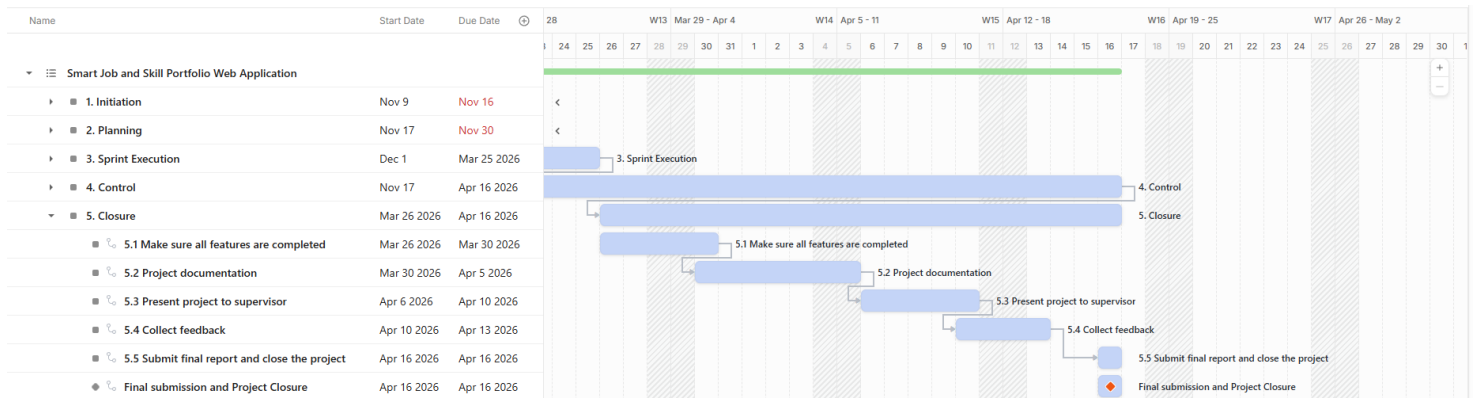 Name Start Date Due Date 28 W13 Mar 29 - Apr 4 W14 Apr 5 - 11 W15 Apr 12 - 18 W16 Apr 19 - 25 W17 Apr 26 - May 2
24 25 26 27 28 29 30 31 1 2 3 4 5 6 7 8 9 10 11 12 13 14 15 16 17 18 19 20 21 22 23 24 25 26 27 28 29 30 1
Smart Job and Skill Portfolio Web Application
1. Initiation Nov 9 Nov 16
2. Planning Nov 17 Nov 30
3. Sprint Execution Dec 1 Mar 25 2026 3. Sprint Execution
4. Control Nov 17 Apr 16 2026 4. Control
5. Closure Mar 26 2026 Apr 16 2026 5. Closure
5.1 Make sure all features are completed Mar 26 2026 Mar 30 2026 5.1 Make sure all features are completed
5.2 Project documentation Mar 30 2026 Apr 5 2026 5.2 Project documentation
5.3 Present project to supervisor Apr 6 2026 Apr 10 2026 5.3 Present project to supervisor
5.4 Collect feedback Apr 10 2026 Apr 13 2026 5.4 Collect feedback
5.5 Submit final report and close the project Apr 16 2026 Apr 16 2026 5.5 Submit final report and close the project
Final submission and Project Closure Apr 16 2026 Apr 16 2026 Final submission and Project Closure